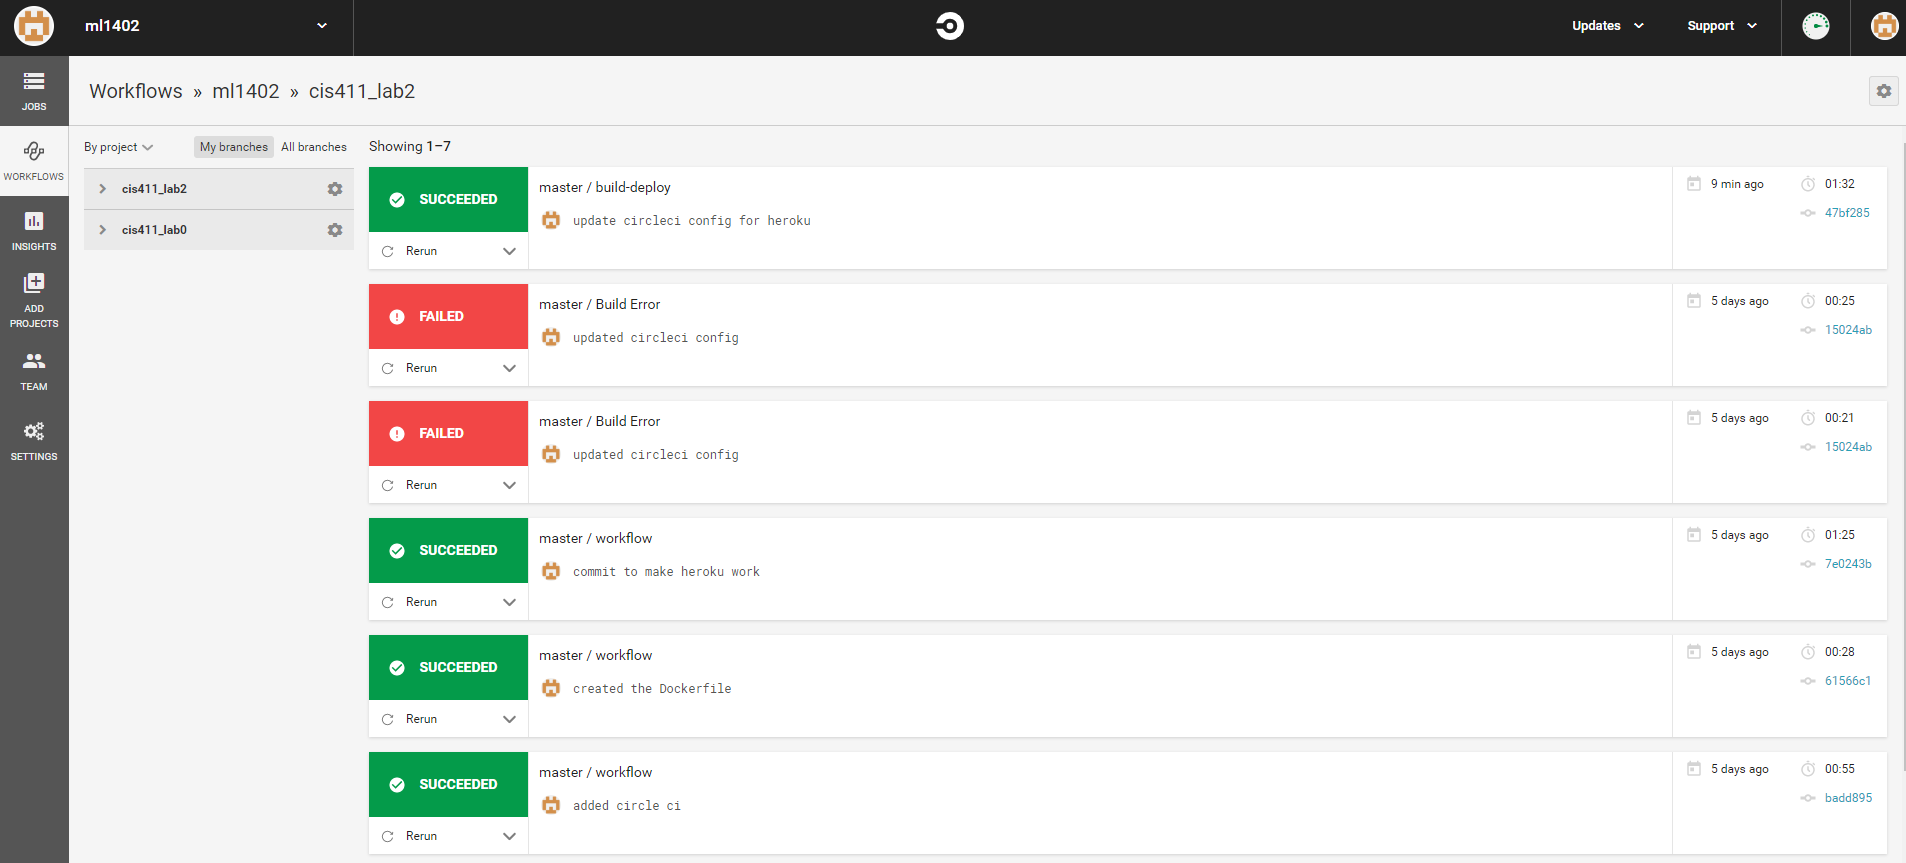 ml1402
Updates
Support
JOBS
WORKFLOWS
INSIGHTS
ADD
PROJECTS
TEAM
SETTINGS
Workflows » ml1402 » cis411_lab2
By project
My branches
All branches
cis411_lab2
cis411_lab0
Showing 1–7
SUCCEEDED
Rerun
master / build-deploy
update circleci config for heroku
9 min ago
01:32
47bf285
FAILED
Rerun
master / Build Error
updated circleci config
5 days ago
00:25
15024ab
FAILED
Rerun
master / Build Error
updated circleci config
5 days ago
00:21
15024ab
SUCCEEDED
Rerun
master / workflow
commit to make heroku work
5 days ago
01:25
7e0243b
SUCCEEDED
Rerun
master / workflow
created the Dockerfile
5 days ago
00:28
61566c1
SUCCEEDED
Rerun
master / workflow
added circle ci
5 days ago
00:55
badd895